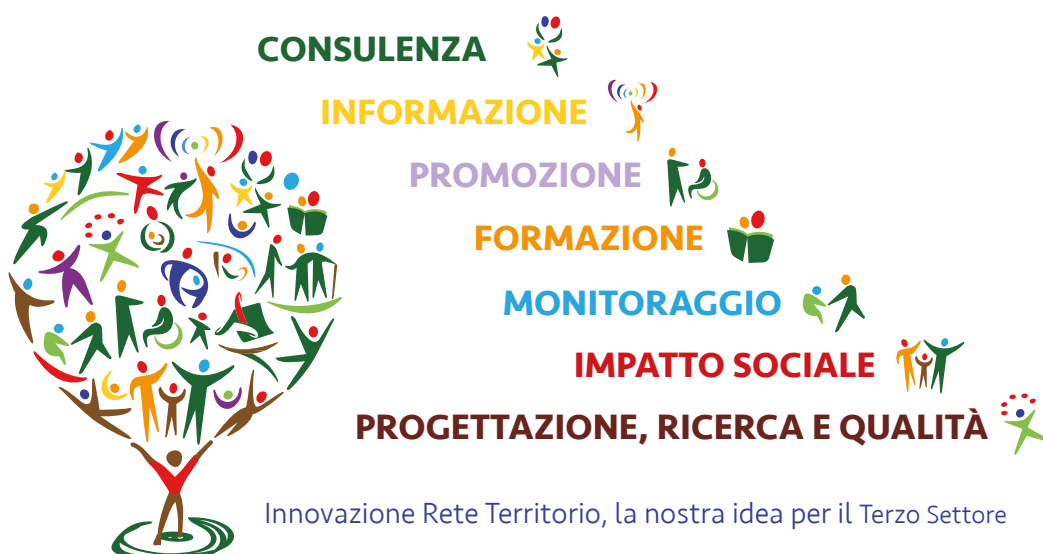 CONSULENZA
INFORMAZIONE
PROMOZIONE
FORMAZIONE
MONITORAGGIO
IMPATTO SOCIALE
PROGETTAZIONE, RICERCA E QUALITÀ
Innovazione Rete Territorio, la nostra idea per il Terzo Settore